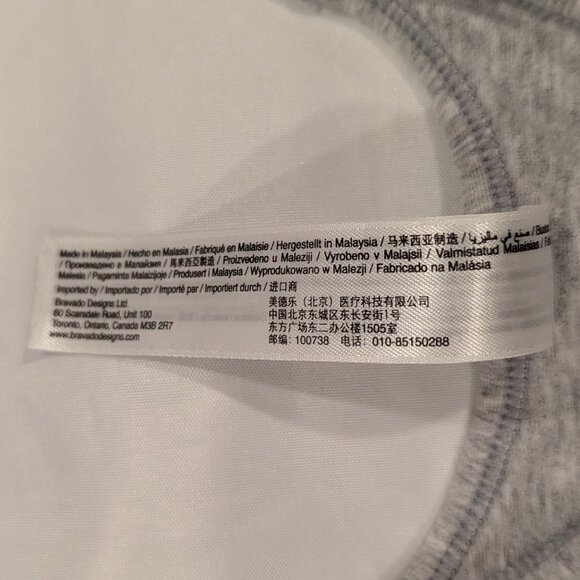 Made in Malaysia / Hecho en Malasia / Fabriqué en Malaisie / Hergestellt in Malaysia / 马来西亚制造 / صنع في ماليزيا /
/ Произведено в Малайзии / 馬來西亞製造 / Proizvedeno u Maleziji / Vyrobeno v Malajsii / Valmistatud Malaisias /
Malesia / Pagaminta Malaizijoje / Produsert i Malaysia / Wyprodukowano w Malezji / Fabricado na Malásia
Imported by / Importado por / Importé par / Importiert durch / 进口商
Bravado Designs Ltd.
60 Scarsdale Road, Unit 100
Toronto, Ontario, Canada M3B 2R7
www.bravadodesigns.com
美德乐（北京）医疗科技有限公司
中国北京东城区东长安街1号
东方广场东二办公楼1505室
邮编：100738 电话：010-85150288